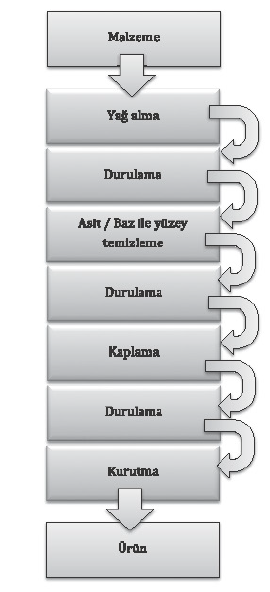 Malzeme
Yağ alma
Durulama
Asit / Baz ile yüzey
temizleme
Durulama
Kaplama
Durulama
Kurutma
Ürün